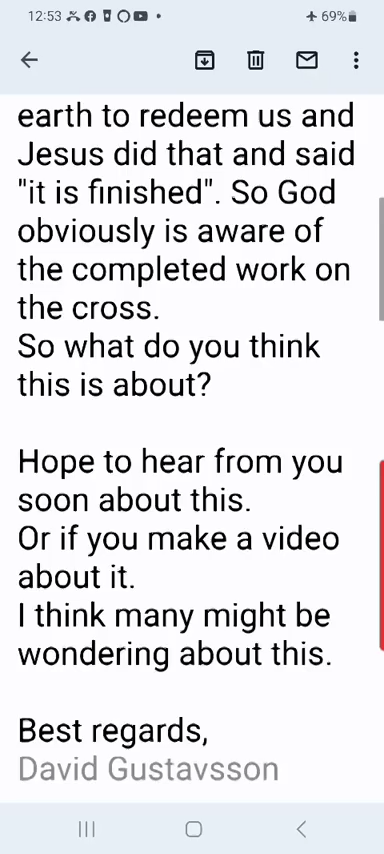 12:53 69%
earth to redeem us and
Jesus did that and said
"it is finished". So God
obviously is aware of
the completed work on
the cross.
So what do you think
this is about?
Hope to hear from you
soon about this.
Or if you make a video
about it.
I think many might be
wondering about this.
Best regards,
David Gustavsson